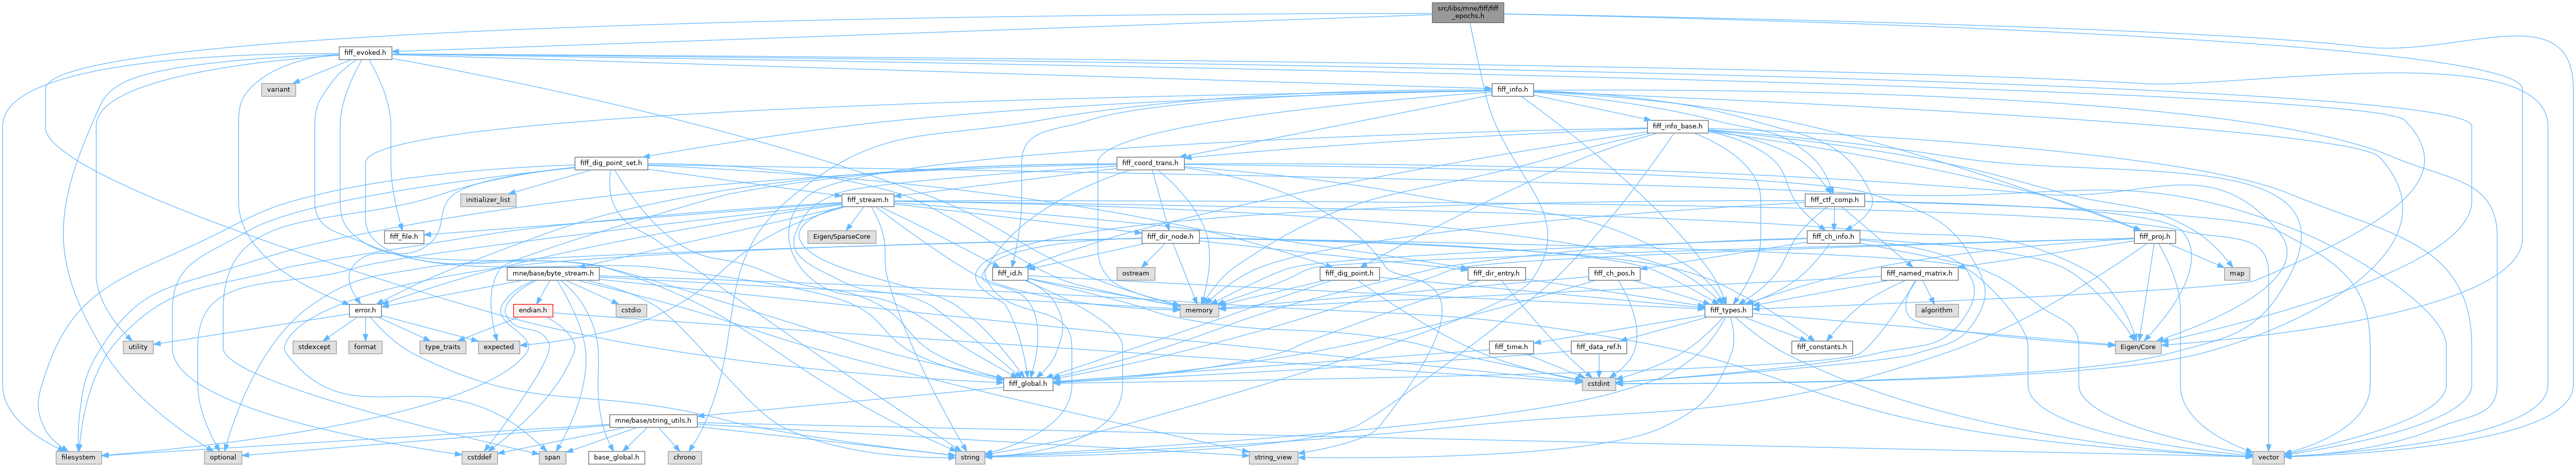 src/libs/mne/fiff/fiff
_epochs.h
fiff_evoked.h
variant
fiff_info.h
fiff_info_base.h
fiff_dig_point_set.h
fiff_coord_trans.h
initializer_list
fiff_stream.h
fiff_ctf_comp.h
fiff_file.h
Eigen/SparseCore
fiff_dir_node.h
fiff_ch_info.h
fiff_proj.h
mne/base/byte_stream.h
fiff_id.h
ostream
fiff_dig_point.h
fiff_dir_entry.h
fiff_ch_pos.h
fiff_named_matrix.h
map
error.h
endian.h
cstdio
memory
fiff_types.h
algorithm
utility
stdexcept
format
type_traits
expected
fiff_time.h
fiff_data_ref.h
fiff_constants.h
Eigen/Core
fiff_global.h
cstdint
mne/base/string_utils.h
filesystem
optional
cstddef
span
base_global.h
chrono
string
string_view
vector